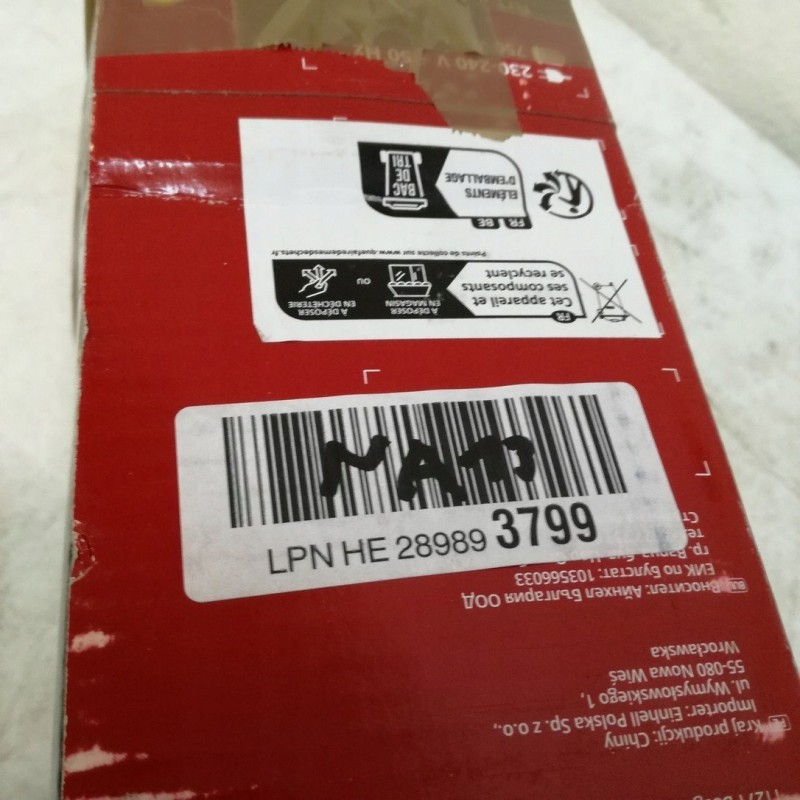 230-240 V ~ 50 Hz
FR BE
ÉLÉMENTS
D'EMBALLAGE
BAC
DE
TRI
FR
Cet appareil et
ses composants
se recyclent
À DÉPOSER
EN MAGASIN
OU
À DÉPOSER
EN DÉCHÈTERIE
Points de collecte sur www.quefairedemesdechets.fr
LPN HE 28989 3799
Вносител: Айнхел България ООД
ЕИК по Булстат: 103566033
Kraj produkcji: Chiny
Importer: Einhell Polska Sp. z o.o.,
ul. Wymysłowskiego 1,
55-080 Nowa Wieś
Wrocławska